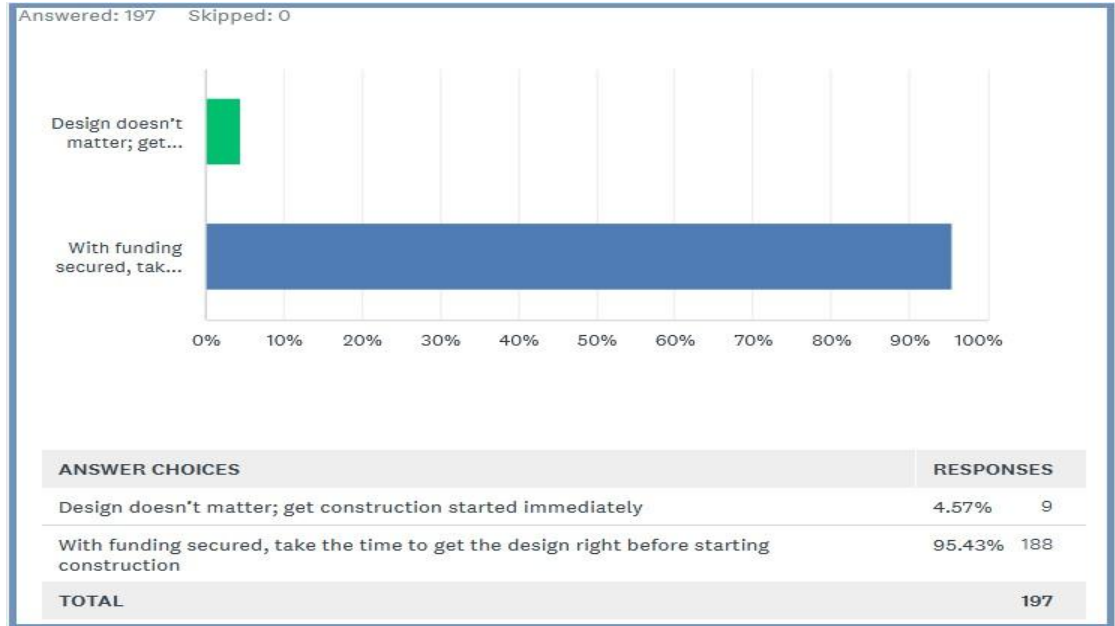 Answered: 197 Skipped: 0
Design doesn't
matter; get...
With funding
secured, tak...
0% 10% 20% 30% 40% 50% 60% 70% 80% 90% 100%
ANSWER CHOICES RESPONSES
Design doesn't matter; get construction started immediately 4.57% 9
With funding secured, take the time to get the design right before starting 95.43% 188
construction
TOTAL 197